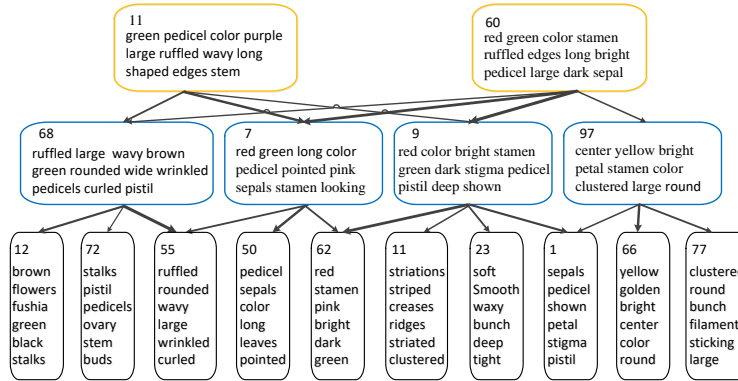 11
green pedicel color purple
large ruffled wavy long
shaped edges stem
60
red green color stamen
ruffled edges long bright
pedicel large dark sepal
68
ruffled large wavy brown
green rounded wide wrinkled
pedicels curled pistil
7
red green long color
pedicel pointed pink
sepals stamen looking
9
red color bright stamen
green dark stigma pedicel
pistil deep shown
97
center yellow bright
petal stamen color
clustered large round
12
brown
flowers
fushia
green
black
stalks
72
stalks
pistil
pedicels
ovary
stem
buds
55
ruffled
rounded
wavy
large
wrinkled
curled
50
pedicel
sepals
color
long
leaves
pointed
62
red
stamen
pink
bright
dark
green
11
striations
striped
creases
ridges
striated
clustered
23
soft
Smooth
waxy
bunch
deep
tight
1
sepals
pedicel
shown
petal
stigma
pistil
66
yellow
golden
bright
center
color
round
77
clustered
round
bunch
filament
sticking
large